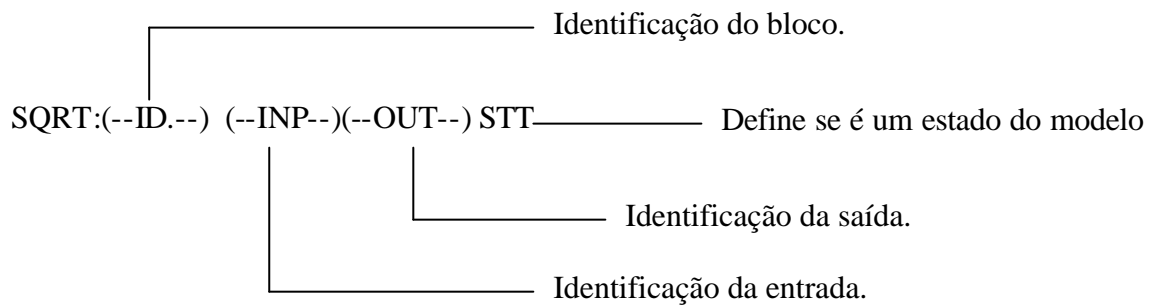 Identificação do bloco.
SQRT:(--ID.--) (--INP--)(--OUT--) STT Define se é um estado do modelo
Identificação da saída.
Identificação da entrada.